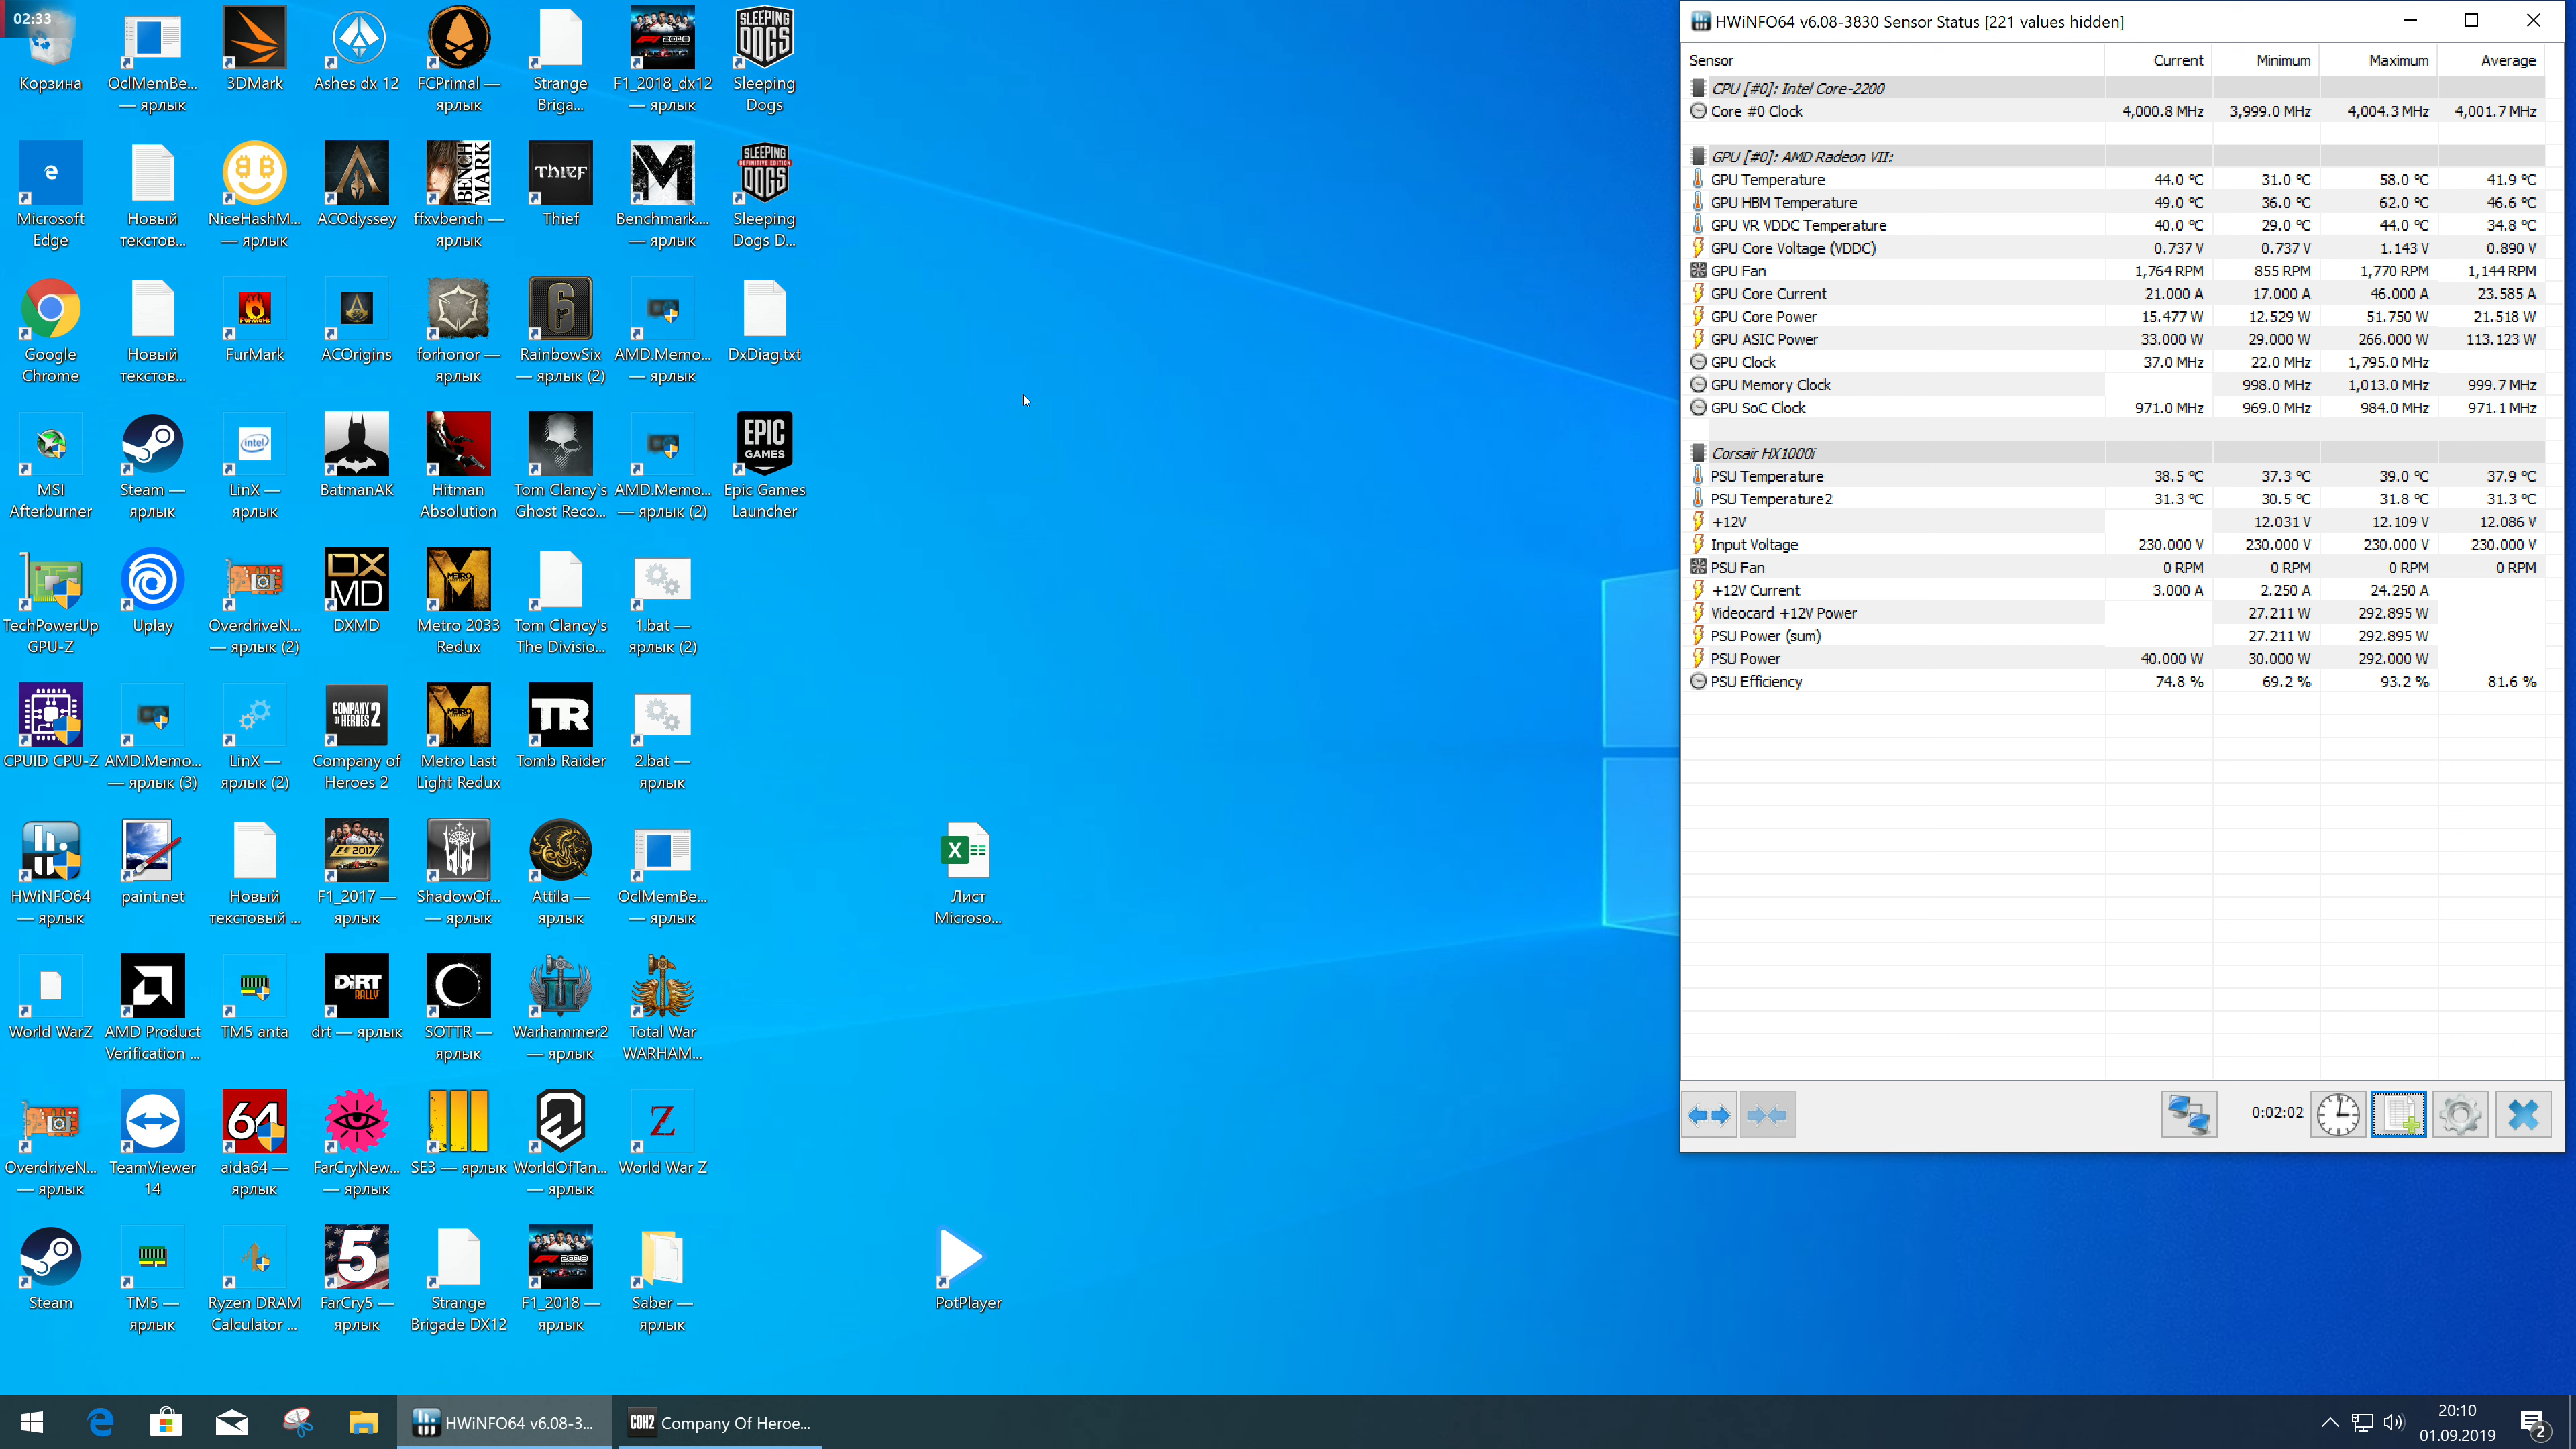 02:33
Корзина
OclMemBe... — ярлык
3DMark
Ashes dx 12
FCPrimal — ярлык
Strange Briga...
F1_2018_dx12 — ярлык
Sleeping Dogs
Microsoft Edge
Новый текстов...
NiceHashM... — ярлык
ACOdyssey
ffxvbench — ярлык
Thief
Benchmark.... — ярлык
Sleeping Dogs D...
Google Chrome
Новый текстов...
FurMark
ACOrigins
forhonor — ярлык
RainbowSix — ярлык (2)
AMD.Memo... — ярлык
DxDiag.txt
MSI Afterburner
Steam — ярлык
LinX — ярлык
BatmanAK
Hitman Absolution
Tom Clancy`s Ghost Reco...
AMD.Memo... — ярлык (2)
Epic Games Launcher
TechPowerUp GPU-Z
Uplay
OverdriveN... — ярлык (2)
DXMD
Metro 2033 Redux
Tom Clancy's The Divisio...
1.bat — ярлык (2)
CPUID CPU-Z
AMD.Memo... — ярлык (3)
LinX — ярлык (2)
Company of Heroes 2
Metro Last Light Redux
Tomb Raider
2.bat — ярлык
HWiNFO64 — ярлык
paint.net
Новый текстовый ...
F1_2017 — ярлык
ShadowOf... — ярлык
Attila — ярлык
OclMemBe... — ярлык
Лист Microso...
World WarZ
AMD Product Verification ...
TM5 anta
drt — ярлык
SOTTR — ярлык
Warhammer2 — ярлык
Total War WARHAM...
OverdriveN... — ярлык
TeamViewer 14
aida64 — ярлык
FarCryNew... — ярлык
SE3 — ярлык
WorldOfTan... — ярлык
World War Z
Steam
TM5 — ярлык
Ryzen DRAM Calculator ...
FarCry5 — ярлык
Strange Brigade DX12
F1_2018 — ярлык
Saber — ярлык
PotPlayer
HWiNFO64 v6.08-3830 Sensor Status [221 values hidden]
Sensor Current Minimum Maximum Average
CPU [#0]: Intel Core-2200
Core #0 Clock 4,000.8 MHz 3,999.0 MHz 4,004.3 MHz 4,001.7 MHz
GPU [#0]: AMD Radeon VII:
GPU Temperature 44.0 °C 31.0 °C 58.0 °C 41.9 °C
GPU HBM Temperature 49.0 °C 36.0 °C 62.0 °C 46.6 °C
GPU VR VDDC Temperature 40.0 °C 29.0 °C 44.0 °C 34.8 °C
GPU Core Voltage (VDDC) 0.737 V 0.737 V 1.143 V 0.890 V
GPU Fan 1,764 RPM 855 RPM 1,770 RPM 1,144 RPM
GPU Core Current 21.000 A 17.000 A 46.000 A 23.585 A
GPU Core Power 15.477 W 12.529 W 51.750 W 21.518 W
GPU ASIC Power 33.000 W 29.000 W 266.000 W 113.123 W
GPU Clock 37.0 MHz 22.0 MHz 1,795.0 MHz
GPU Memory Clock 998.0 MHz 1,013.0 MHz 999.7 MHz
GPU SoC Clock 971.0 MHz 969.0 MHz 984.0 MHz 971.1 MHz
Corsair HX1000i
PSU Temperature 38.5 °C 37.3 °C 39.0 °C 37.9 °C
PSU Temperature2 31.3 °C 30.5 °C 31.8 °C 31.3 °C
+12V 12.031 V 12.109 V 12.086 V
Input Voltage 230.000 V 230.000 V 230.000 V 230.000 V
PSU Fan 0 RPM 0 RPM 0 RPM 0 RPM
+12V Current 3.000 A 2.250 A 24.250 A
Videocard +12V Power 27.211 W 292.895 W
PSU Power (sum) 27.211 W 292.895 W
PSU Power 40.000 W 30.000 W 292.000 W
PSU Efficiency 74.8 % 69.2 % 93.2 % 81.6 %
0:02:02
HWiNFO64 v6.08-3...
COH2 Company Of Heroe...
20:10
01.09.2019
2